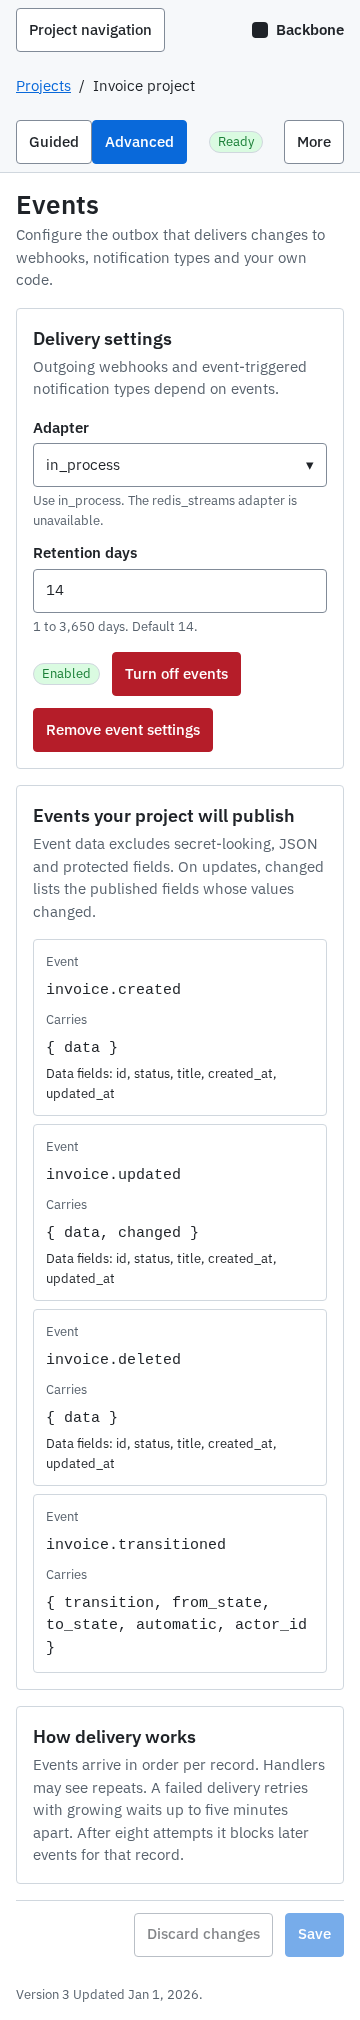 Project navigation
Backbone
Projects / Invoice project
Guided
Advanced
Ready
More
Events
Configure the outbox that delivers changes to
webhooks, notification types and your own
code.
Delivery settings
Outgoing webhooks and event-triggered
notification types depend on events.
Adapter
in_process
Use in_process. The redis_streams adapter is
unavailable.
Retention days
14
1 to 3,650 days. Default 14.
Enabled
Turn off events
Remove event settings
Events your project will publish
Event data excludes secret-looking, JSON
and protected fields. On updates, changed
lists the published fields whose values
changed.
Event
invoice.created
Carries
{ data }
Data fields: id, status, title, created_at,
updated_at
Event
invoice.updated
Carries
{ data, changed }
Data fields: id, status, title, created_at,
updated_at
Event
invoice.deleted
Carries
{ data }
Data fields: id, status, title, created_at,
updated_at
Event
invoice.transitioned
Carries
{ transition, from_state,
to_state, automatic, actor_id
}
How delivery works
Events arrive in order per record. Handlers
may see repeats. A failed delivery retries
with growing waits up to five minutes
apart. After eight attempts it blocks later
events for that record.
Discard changes
Save
Version 3 Updated Jan 1, 2026.